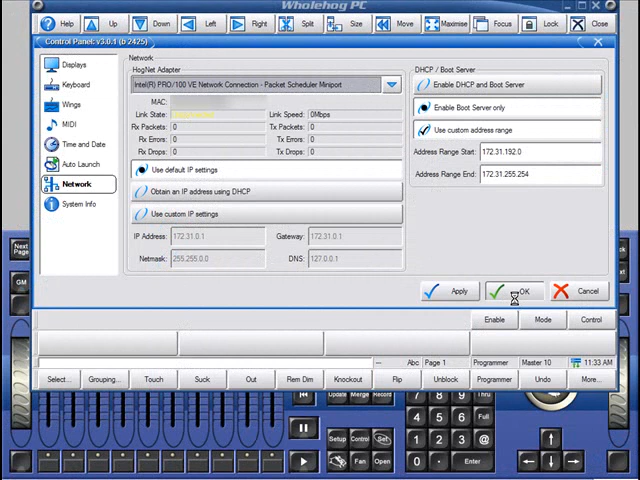 Wholehog PC
Help Up Down Left Right Split Size Move Maximise Focus Lock Close
Control Panel: v3.0.1 (b 2425)
Displays
Keyboard
Wings
MIDI
Time and Date
Auto Launch
Network
System Info
Network
HogNet Adapter
Intel(R) PRO/100 VE Network Connection - Packet Scheduler Miniport
MAC:
Link State:
Link Speed: 0Mbps
Rx Packets: 0
Tx Packets: 0
Rx Errors: 0
Tx Errors: 0
Rx Drops: 0
Tx Drops: 0
Use default IP settings
Obtain an IP address using DHCP
Use custom IP settings
IP Address: 172.31.0.1
Gateway: 172.31.0.1
Netmask: 255.255.0.0
DNS: 127.0.0.1
DHCP / Boot Server
Enable DHCP and Boot Server
Enable Boot Server only
Use custom address range
Address Range Start: 172.31.192.0
Address Range End: 172.31.255.254
Apply OK Cancel
Enable Mode Control
Abc Page 1 Programmer Master 10 11:33 AM
Select... Grouping... Touch Suck Out Rem Dim Knockout Flip Unblock Programmer Undo More...
Next Page
GM
Update Merge Record
Setup Control Set
Fan Open
7 8 9
4 5 6 Full
1 2 3 @
0 . - Enter